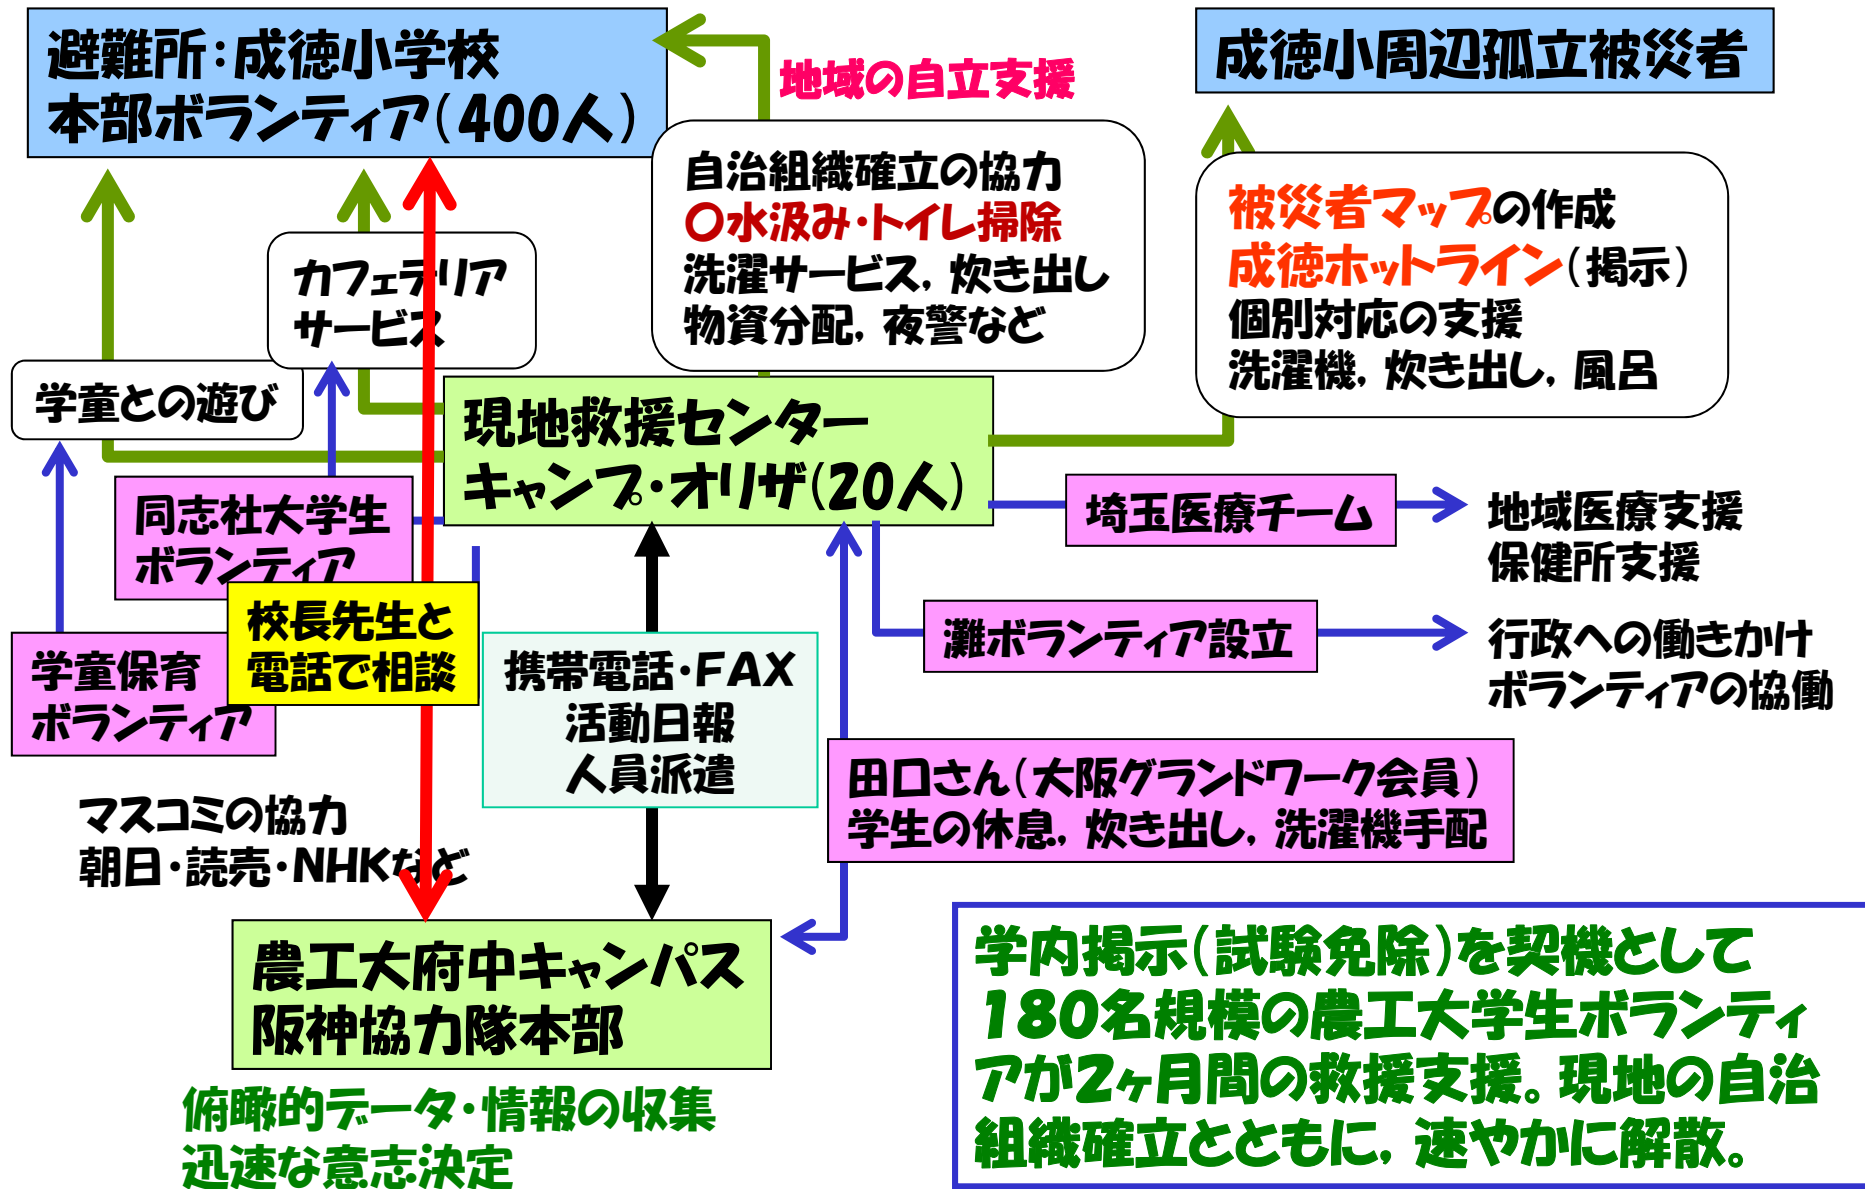 避難所：成徳小学校
本部ボランティア（400人）
地域の自立支援
成徳小周辺孤立被災者
自治組織確立の協力
〇水汲み・トイレ掃除
洗濯サービス，炊き出し
物資分配，夜警など
被災者マップの作成
成徳ホットライン（掲示）
個別対応の支援
洗濯機，炊き出し，風呂
カフェテリア
サービス
学童との遊び
現地救援センター
キャンプ・オリザ（20人）
同志社大学生
ボランティア
埼玉医療チーム
地域医療支援
保健所支援
校長先生と
電話で相談
学童保育
ボランティア
携帯電話・ＦＡＸ
活動日報
人員派遣
灘ボランティア設立
行政への働きかけ
ボランティアの協働
田口さん（大阪グランドワーク会員）
学生の休息，炊き出し，洗濯機手配
マスコミの協力
朝日・読売・NHKなど
農工大府中キャンパス
阪神協力隊本部
俯瞰的データ・情報の収集
迅速な意志決定
学内掲示（試験免除）を契機として
180名規模の農工大学生ボランティ
アが2ヶ月間の救援支援。現地の自治
組織確立とともに，速やかに解散。